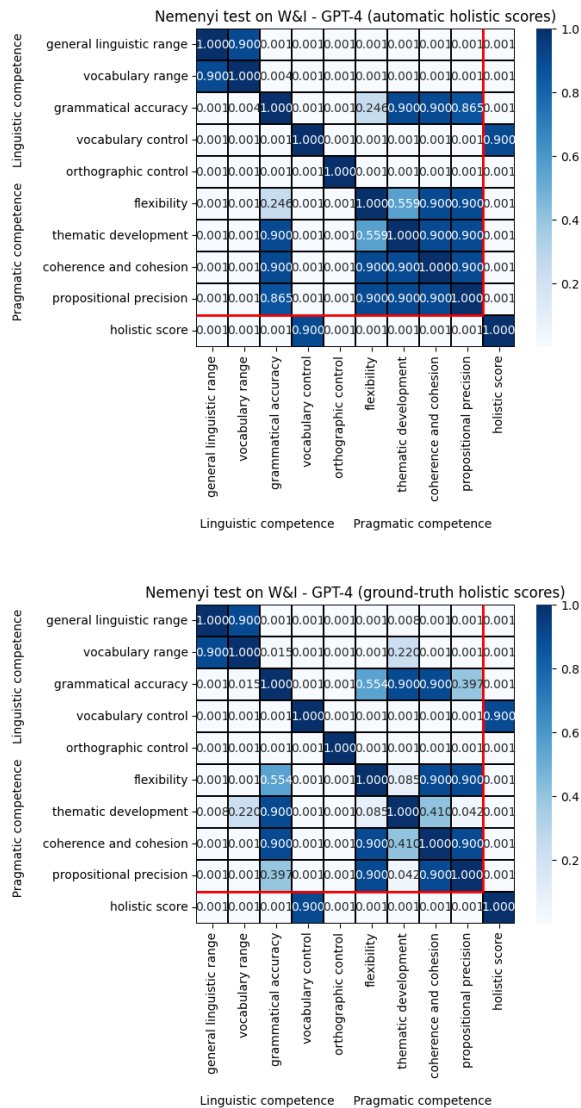 Nemenyi test on W&I - GPT-4 (automatic holistic scores)
Linguistic competence
Pragmatic competence
general linguistic range 1.000 0.900 0.001 0.001 0.001 0.001 0.001 0.001 0.001 0.001
vocabulary range 0.900 1.000 0.004 0.001 0.001 0.001 0.001 0.001 0.001 0.001
grammatical accuracy 0.001 0.004 1.000 0.001 0.001 0.246 0.900 0.900 0.865 0.001
vocabulary control 0.001 0.001 0.001 1.000 0.001 0.001 0.001 0.001 0.001 0.900
orthographic control 0.001 0.001 0.001 0.001 1.000 0.001 0.001 0.001 0.001 0.001
flexibility 0.001 0.001 0.246 0.001 0.001 1.000 0.559 0.900 0.900 0.001
thematic development 0.001 0.001 0.900 0.001 0.001 0.559 1.000 0.900 0.900 0.001
coherence and cohesion 0.001 0.001 0.900 0.001 0.001 0.900 0.900 1.000 0.900 0.001
propositional precision 0.001 0.001 0.865 0.001 0.001 0.900 0.900 0.900 1.000 0.001
holistic score 0.001 0.001 0.001 0.900 0.001 0.001 0.001 0.001 0.001 1.000
general linguistic range
vocabulary range
grammatical accuracy
vocabulary control
orthographic control
flexibility
thematic development
coherence and cohesion
propositional precision
holistic score
Linguistic competence Pragmatic competence
1.0
0.8
0.6
0.4
0.2
Nemenyi test on W&I - GPT-4 (ground-truth holistic scores)
Linguistic competence
Pragmatic competence
general linguistic range 1.000 0.900 0.001 0.001 0.001 0.001 0.008 0.001 0.001 0.001
vocabulary range 0.900 1.000 0.015 0.001 0.001 0.001 0.220 0.001 0.001 0.001
grammatical accuracy 0.001 0.015 1.000 0.001 0.001 0.554 0.900 0.900 0.397 0.001
vocabulary control 0.001 0.001 0.001 1.000 0.001 0.001 0.001 0.001 0.001 0.900
orthographic control 0.001 0.001 0.001 0.001 1.000 0.001 0.001 0.001 0.001 0.001
flexibility 0.001 0.001 0.554 0.001 0.001 1.000 0.085 0.900 0.900 0.001
thematic development 0.008 0.220 0.900 0.001 0.001 0.085 1.000 0.410 0.042 0.001
coherence and cohesion 0.001 0.001 0.900 0.001 0.001 0.900 0.410 1.000 0.900 0.001
propositional precision 0.001 0.001 0.397 0.001 0.001 0.900 0.042 0.900 1.000 0.001
holistic score 0.001 0.001 0.001 0.900 0.001 0.001 0.001 0.001 0.001 1.000
general linguistic range
vocabulary range
grammatical accuracy
vocabulary control
orthographic control
flexibility
thematic development
coherence and cohesion
propositional precision
holistic score
Linguistic competence Pragmatic competence
1.0
0.8
0.6
0.4
0.2